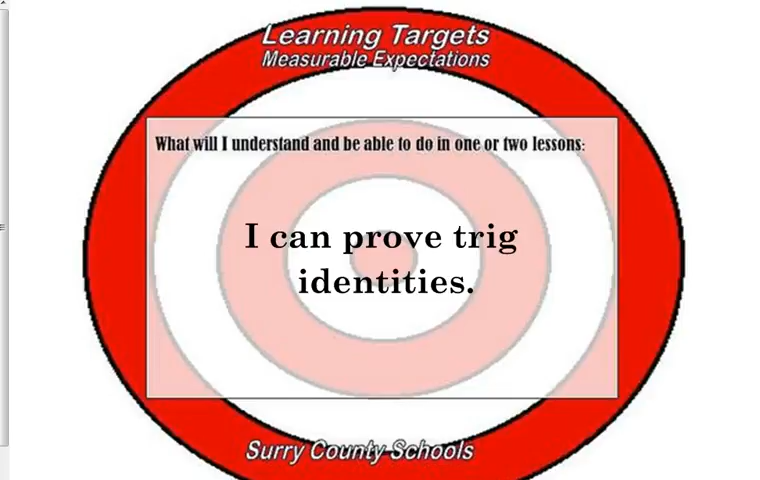 Learning Targets
Measurable Expectations
What will I understand and be able to do in one or two lessons:
I can prove trig
identities.
Surry County Schools